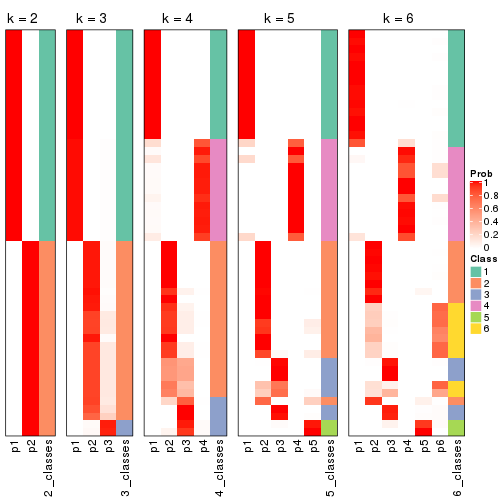 k = 2
k = 3
k = 4
k = 5
k = 6
Prob
1
0.8
0.6
0.4
0.2
0
Class
1
2
3
4
5
6
p1
p2
2_classes
p1
p2
p3
3_classes
p1
p2
p3
p4
4_classes
p1
p2
p3
p4
p5
5_classes
p1
p2
p3
p4
p5
p6
6_classes